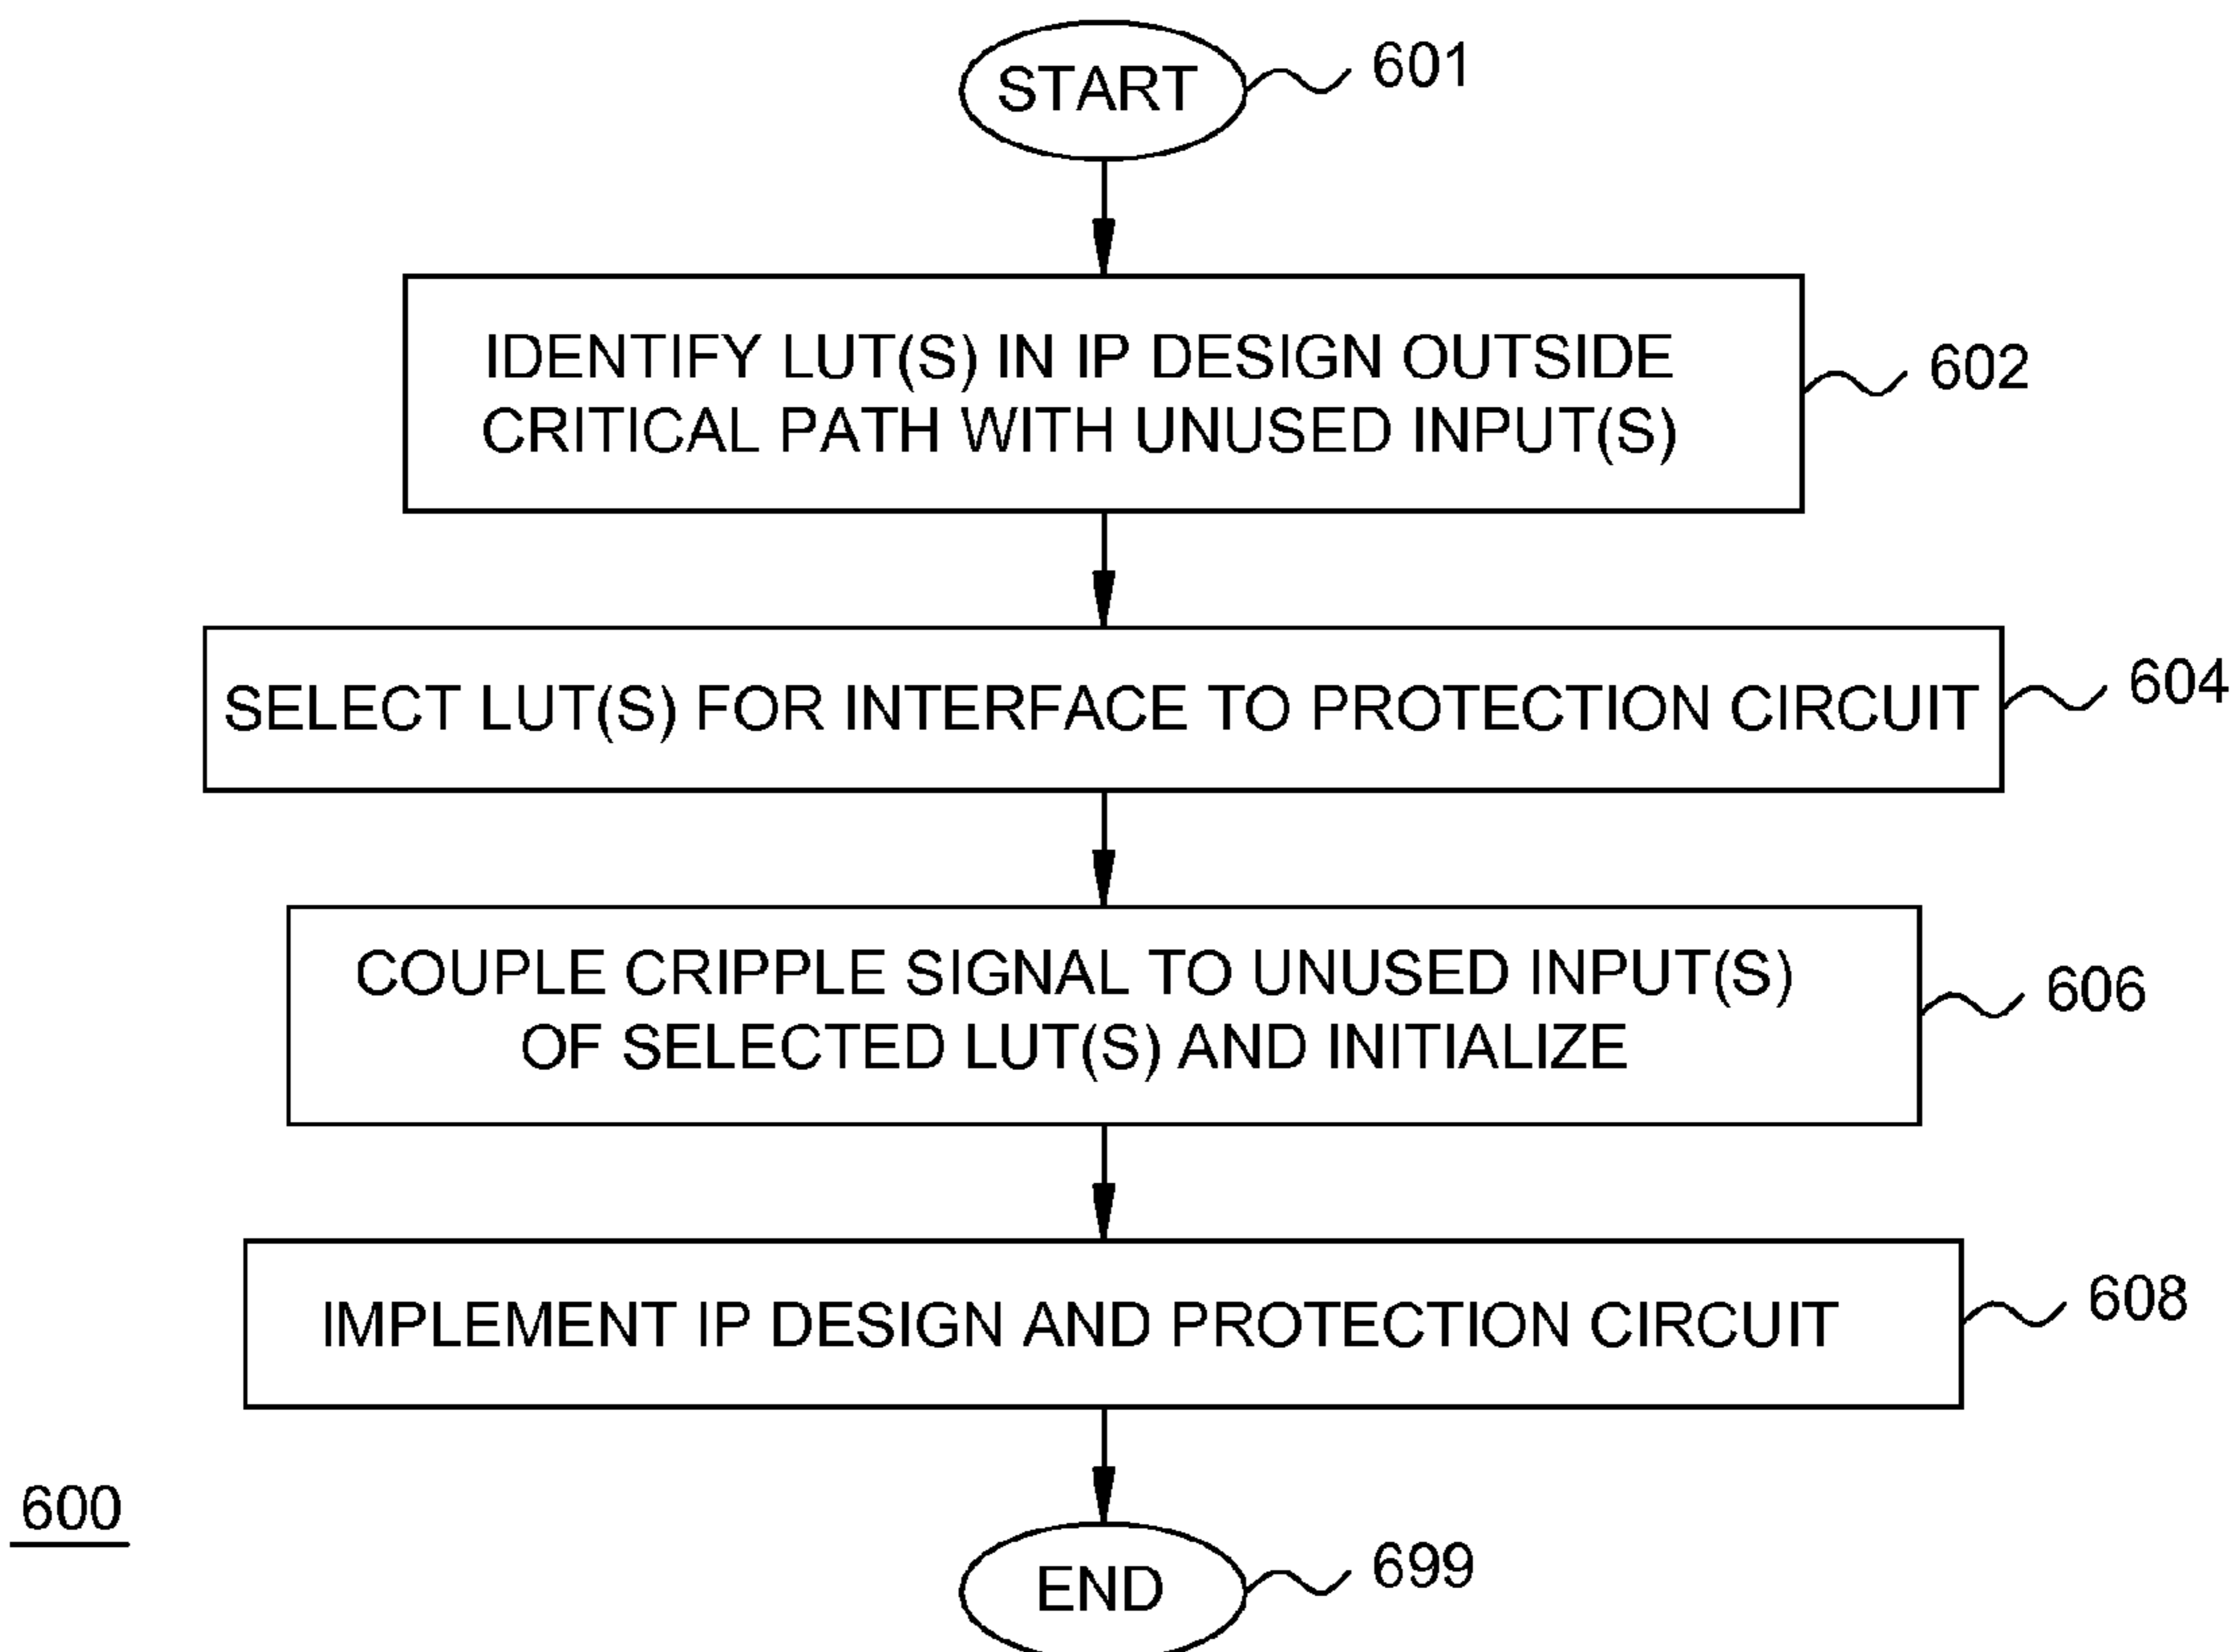 START
601
IDENTIFY LUT(S) IN IP DESIGN OUTSIDE
CRITICAL PATH WITH UNUSED INPUT(S)
602
SELECT LUT(S) FOR INTERFACE TO PROTECTION CIRCUIT
604
COUPLE CRIPPLE SIGNAL TO UNUSED INPUT(S)
OF SELECTED LUT(S) AND INITIALIZE
606
IMPLEMENT IP DESIGN AND PROTECTION CIRCUIT
608
600
END
699